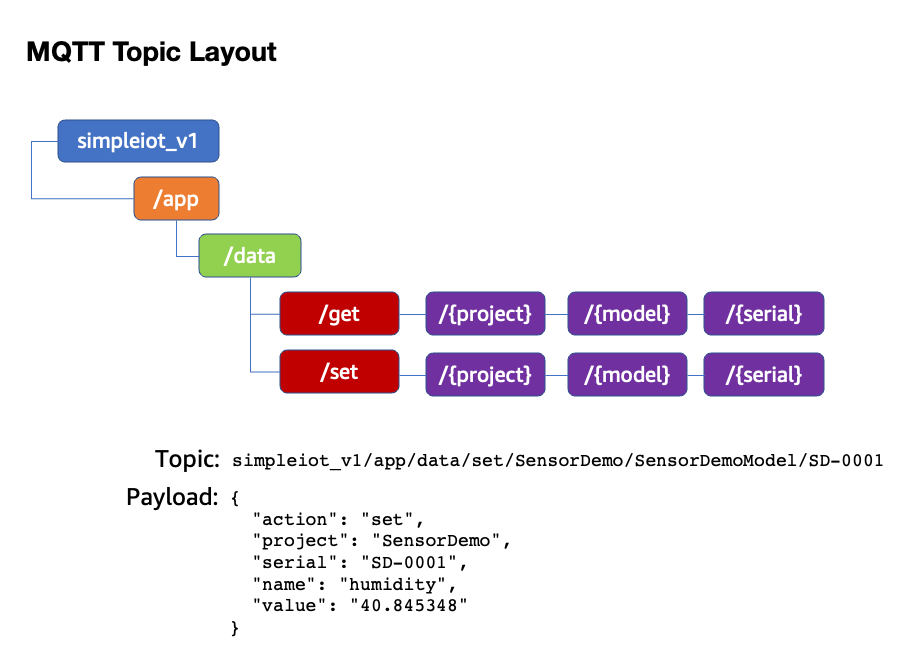 MQTT Topic Layout
simpleiot_v1
/app
/data
/get /{project} /{model} /{serial}
/set /{project} /{model} /{serial}
Topic: simpleiot_v1/app/data/set/SensorDemo/SensorDemoModel/SD-0001
Payload: {
"action": "set",
"project": "SensorDemo",
"serial": "SD-0001",
"name": "humidity",
"value": "40.845348"
}